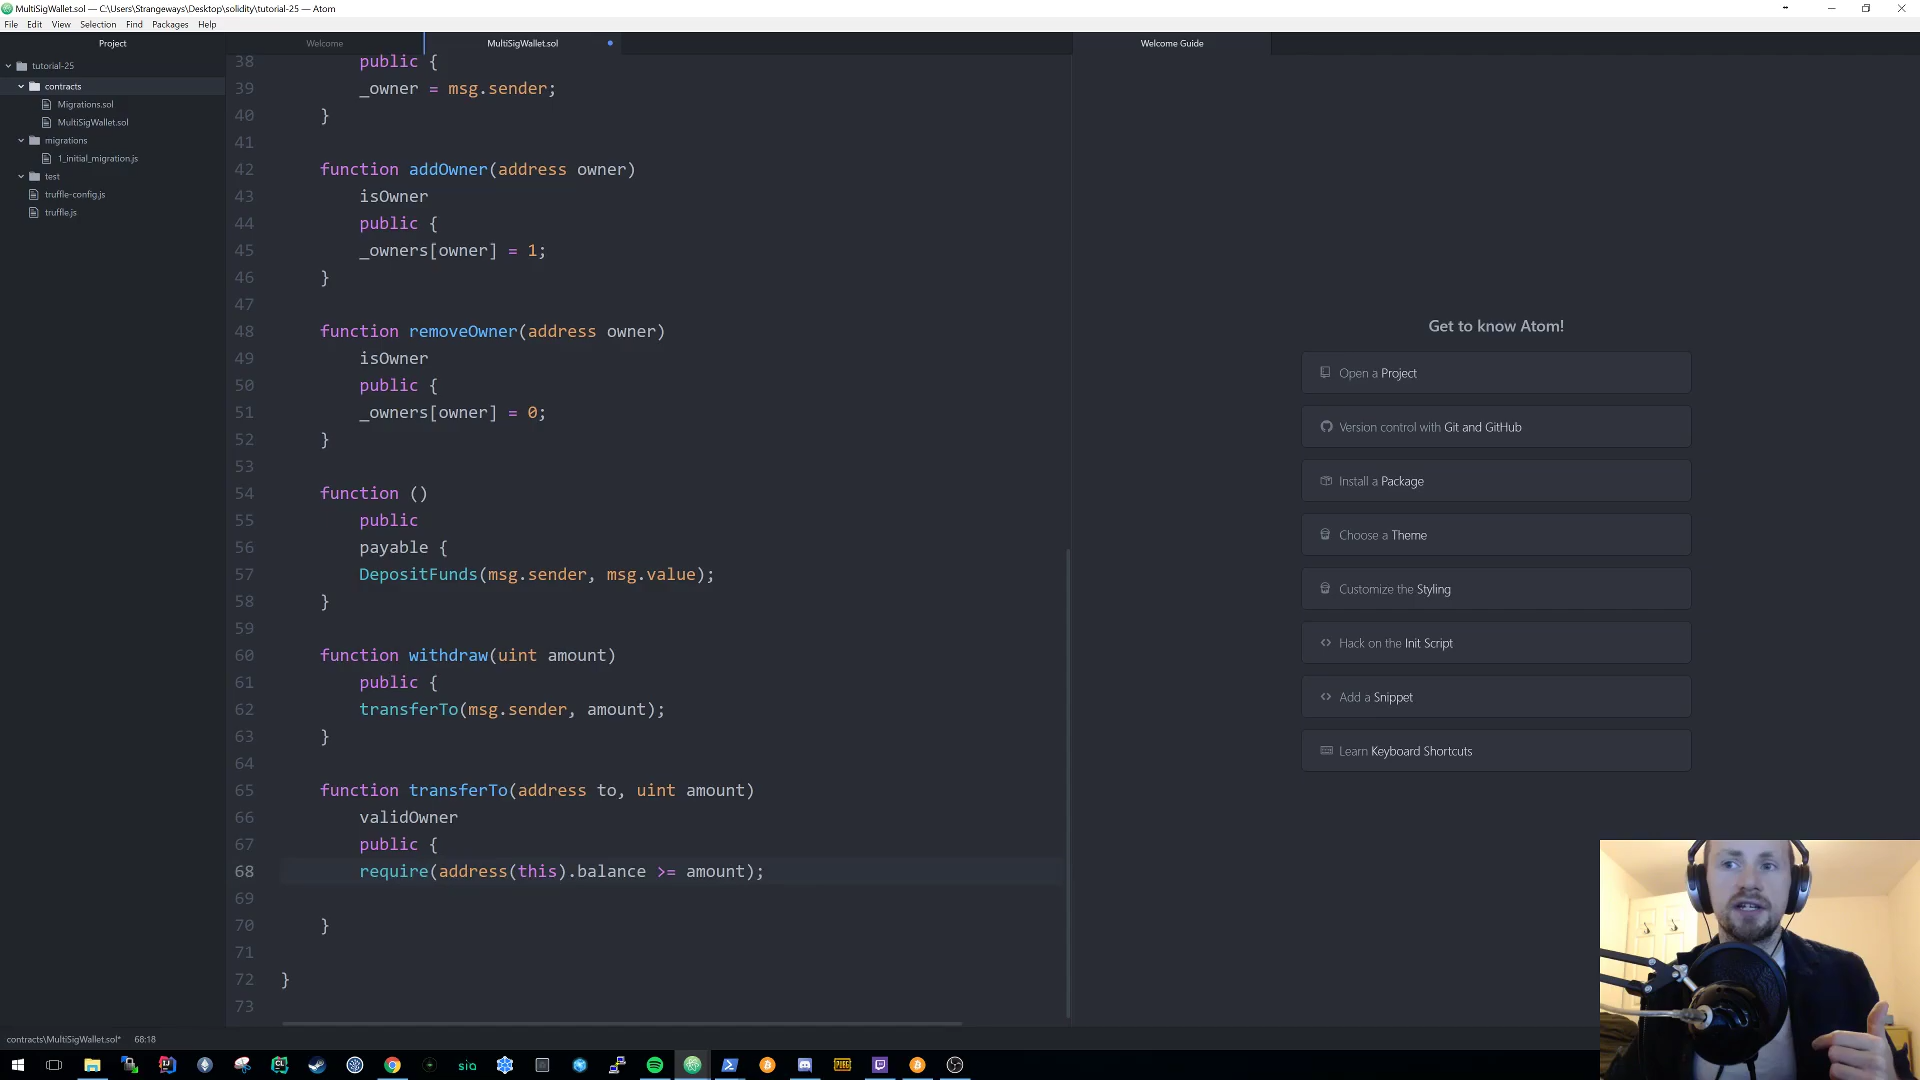 MultiSigWallet.sol — C:\Users\Strangeways\Desktop\solidity\tutorial-25 — Atom
File Edit View Selection Find Packages Help
Project
Welcome
MultiSigWallet.sol
Welcome Guide
tutorial-25
contracts
Migrations.sol
MultiSigWallet.sol
migrations
1_initial_migration.js
test
truffle-config.js
truffle.js
38 public {
39 _owner = msg.sender;
40 }
41
42 function addOwner(address owner)
43 isOwner
44 public {
45 _owners[owner] = 1;
46 }
47
48 function removeOwner(address owner)
49 isOwner
50 public {
51 _owners[owner] = 0;
52 }
53
54 function ()
55 public
56 payable {
57 DepositFunds(msg.sender, msg.value);
58 }
59
60 function withdraw(uint amount)
61 public {
62 transferTo(msg.sender, amount);
63 }
64
65 function transferTo(address to, uint amount)
66 validOwner
67 public {
68 require(address(this).balance >= amount);
69
70 }
71
72 }
73
Get to know Atom!
Open a Project
Version control with Git and GitHub
Install a Package
Choose a Theme
Customize the Styling
Hack on the Init Script
Add a Snippet
Learn Keyboard Shortcuts
contracts\MultiSigWallet.sol* 68:18
sia